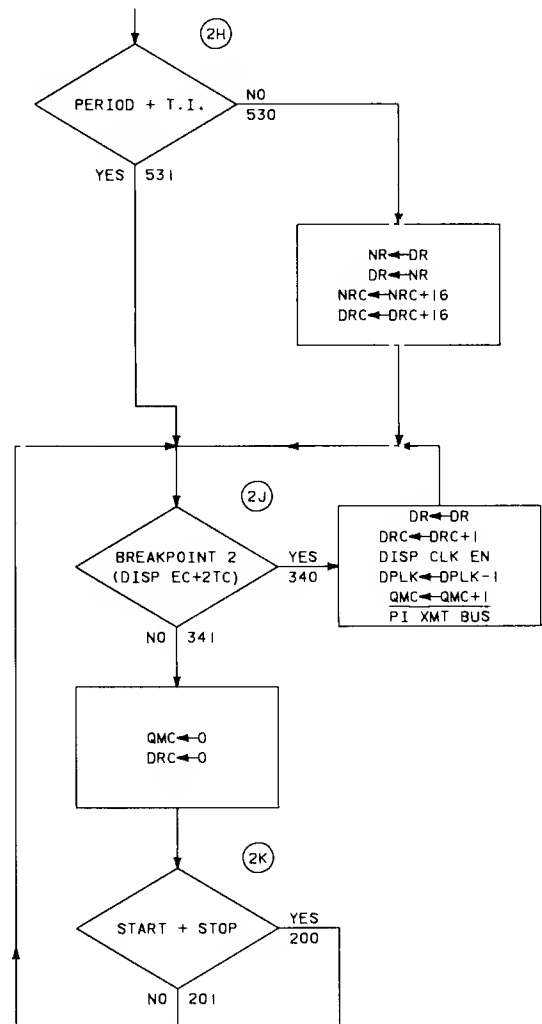 2H
PERIOD + T.I.
NO
530
YES 531
NR←DR
DR←NR
NRC←NRC+16
DRC←DRC+16
2J
BREAKPOINT 2
(DISP EC+2TC)
YES
340
NO 341
DR←DR
DRC←DRC+1
DISP CLK EN
DPLK←DPLK-1
QMC←QMC+1
PI XMT BUS
QMC←0
DRC←0
2K
START + STOP
YES
200
NO 201